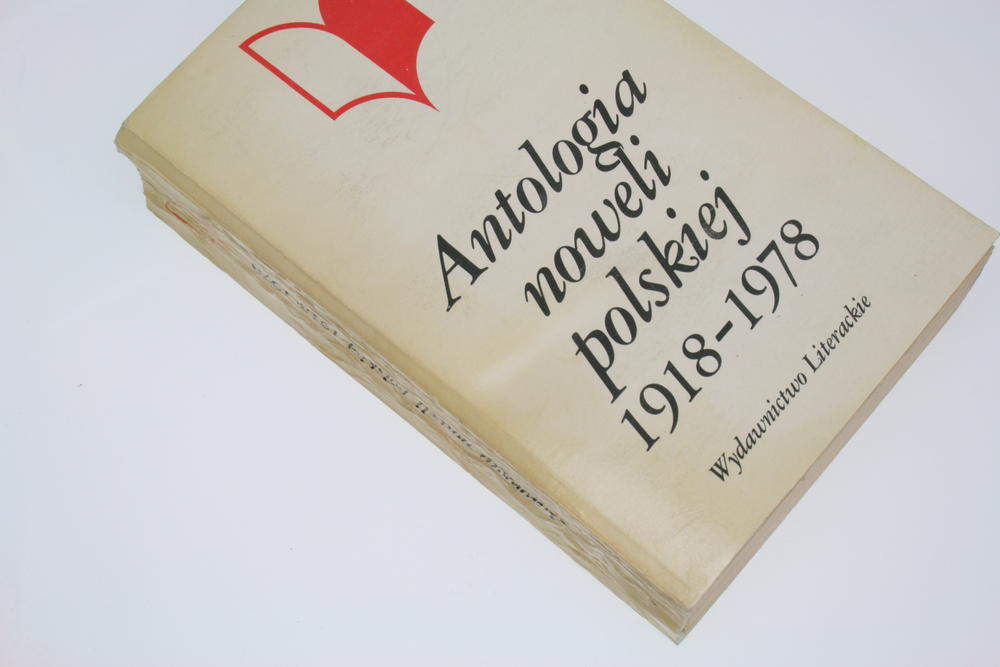 Antologia
noweli
polskiej
1918-1978
Wydawnictwo Literackie